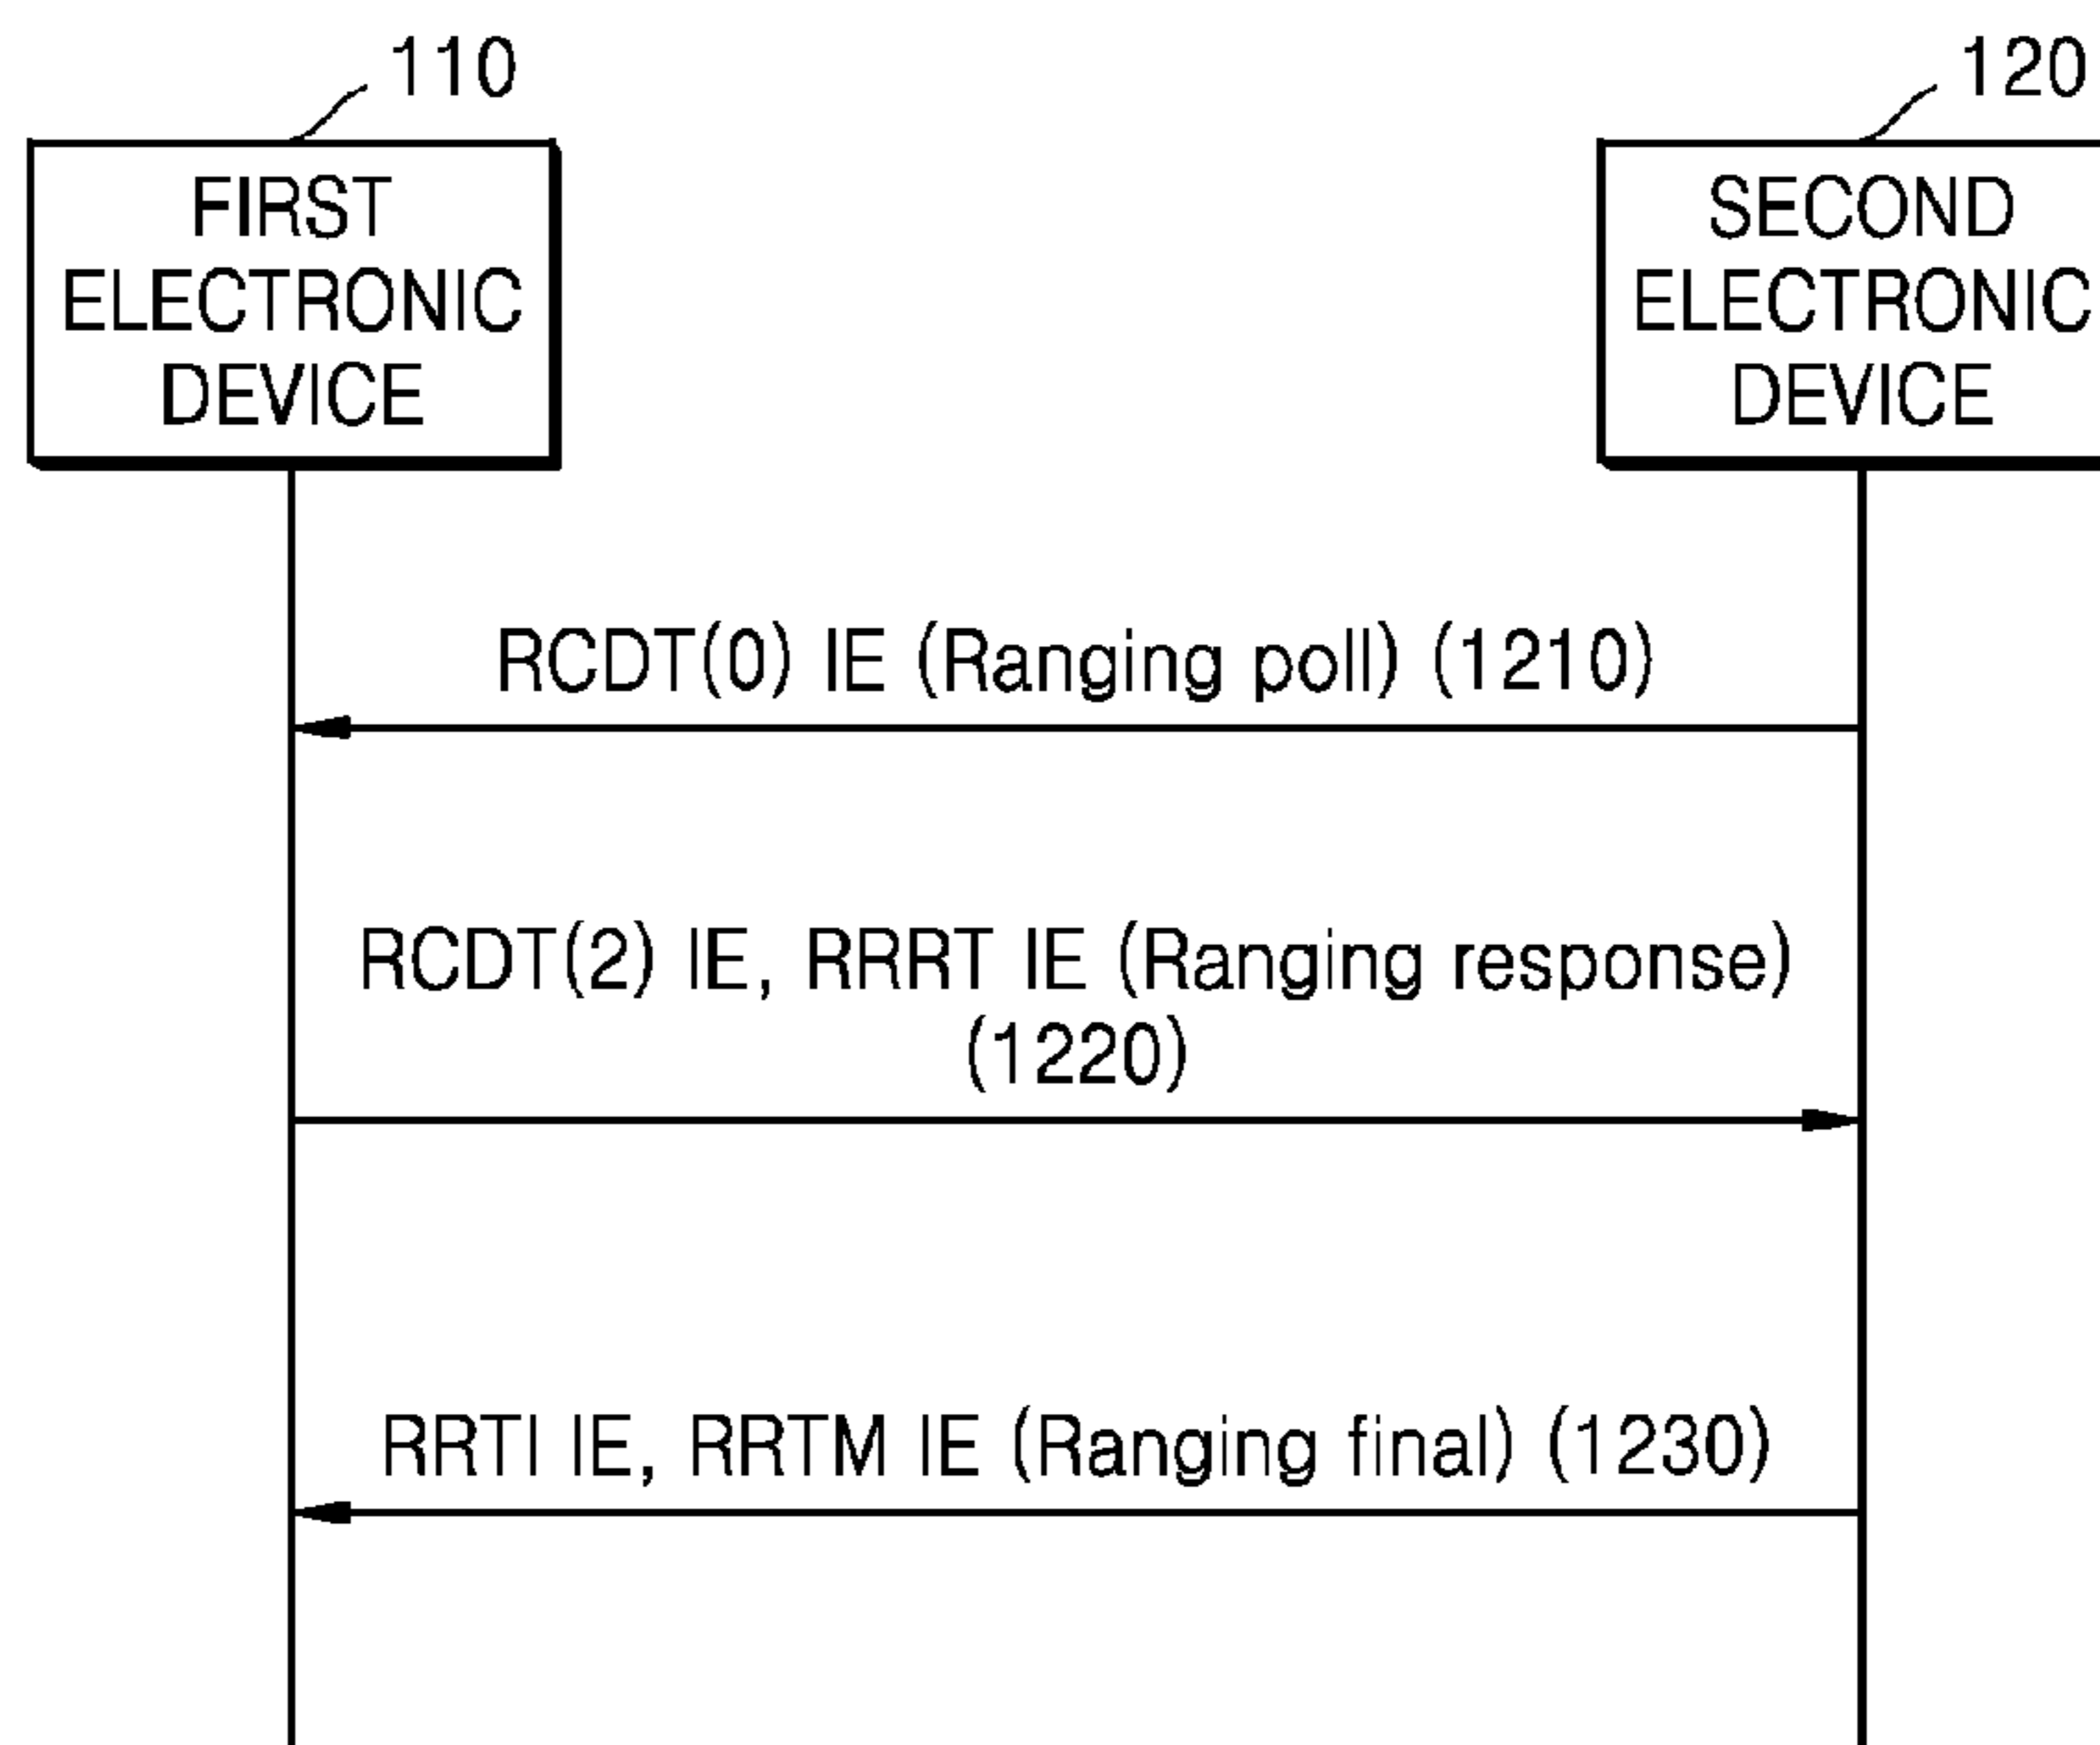 110
120
FIRST
ELECTRONIC
DEVICE
SECOND
ELECTRONIC
DEVICE
RCDT(0) IE (Ranging poll) (1210)
RCDT(2) IE, RRRT IE (Ranging response)
(1220)
RRTI IE, RRTM IE (Ranging final) (1230)